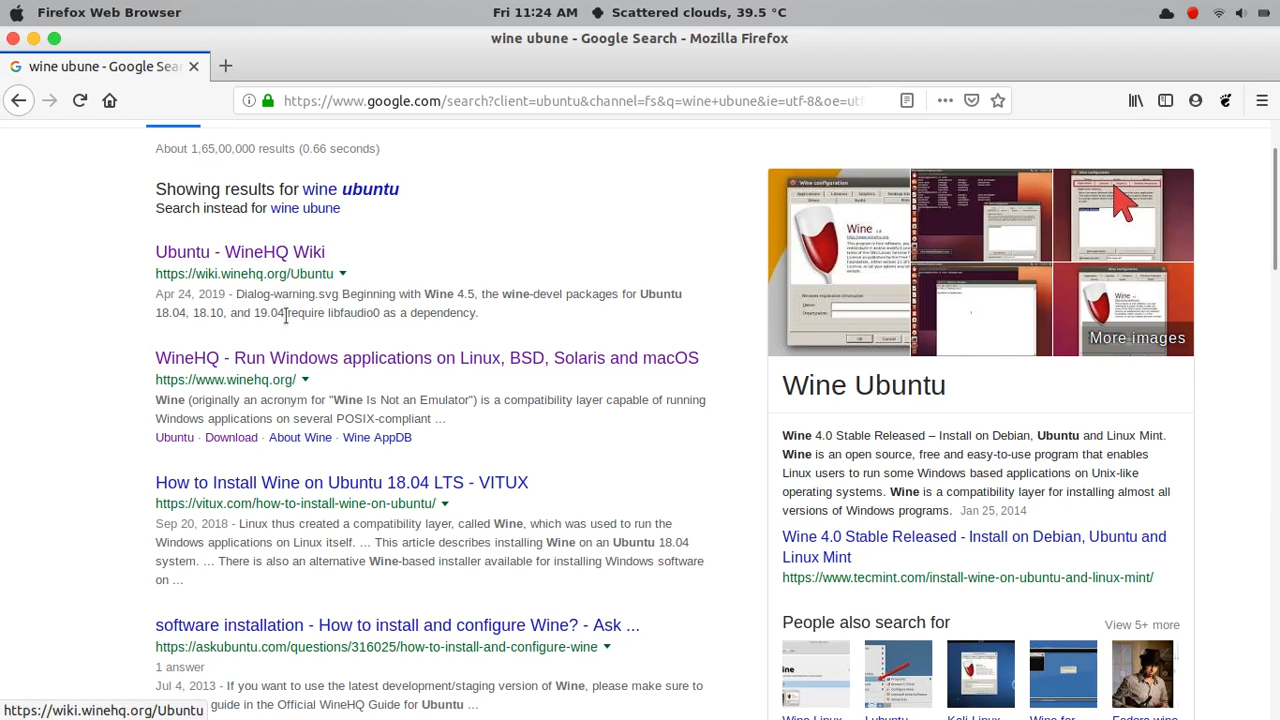 Firefox Web Browser
Fri 11:24 AM
Scattered clouds, 39.5 °C
wine ubune - Google Search - Mozilla Firefox
wine ubune - Google Sear
https://www.google.com/search?client=ubuntu&channel=fs&q=wine+ubune&ie=utf-8&oe=ut
About 1,65,00,000 results (0.66 seconds)
Showing results for wine ubuntu
Search instead for wine ubune
Ubuntu - WineHQ Wiki
https://wiki.winehq.org/Ubuntu
Apr 24, 2019 - Dialog-warning.svg Beginning with Wine 4.5, the wine-devel packages for Ubuntu
18.04, 18.10, and 19.04 require libfaudio0 as a dependency.
WineHQ - Run Windows applications on Linux, BSD, Solaris and macOS
https://www.winehq.org/
Wine (originally an acronym for "Wine Is Not an Emulator") is a compatibility layer capable of running
Windows applications on several POSIX-compliant ...
Ubuntu · Download · About Wine · Wine AppDB
How to Install Wine on Ubuntu 18.04 LTS - VITUX
https://vitux.com/how-to-install-wine-on-ubuntu/
Sep 20, 2018 - Linux thus created a compatibility layer, called Wine, which was used to run the
Windows applications on Linux itself. ... This article describes installing Wine on an Ubuntu 18.04
system. ... There is also an alternative Wine-based installer available for installing Windows software
on ...
software installation - How to install and configure Wine? - Ask ...
https://askubuntu.com/questions/316025/how-to-install-and-configure-wine
1 answer
Jul 4, 2013 - If you want to use the latest development/staging version of Wine, please make sure to
guide in the Official WineHQ Guide for Ubuntu ...
https://wiki.winehq.org/Ubuntu
Wine configuration
Wine
More images
Wine Ubuntu
Wine 4.0 Stable Released – Install on Debian, Ubuntu and Linux Mint.
Wine is an open source, free and easy-to-use program that enables
Linux users to run some Windows based applications on Unix-like
operating systems. Wine is a compatibility layer for installing almost all
versions of Windows programs. Jan 25, 2014
Wine 4.0 Stable Released - Install on Debian, Ubuntu and
Linux Mint
https://www.tecmint.com/install-wine-on-ubuntu-and-linux-mint/
People also search for
View 5+ more
Wine Linux
Lubuntu
Kali Linux
Wine for
Fedora wine